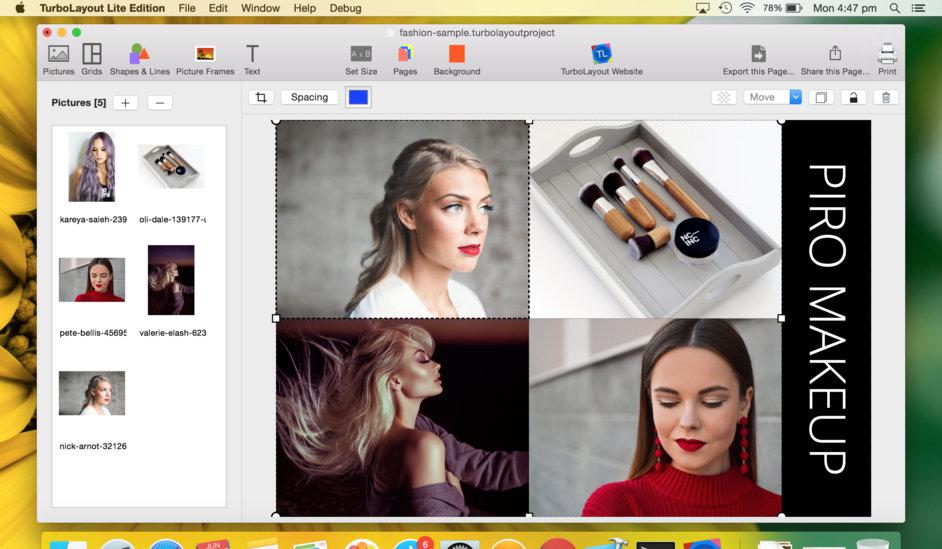 TurboLayout Lite Edition File Edit Window Help Debug 78% Mon 4:47 pm
fashion-sample.turbolayoutproject
A x B TL
Pictures Grids Shapes & Lines Picture Frames Text Set Size Pages Background TurboLayout Website Export this Page... Share this Page... Print
Pictures [5] + − Spacing Move
kareya-saleh-239 oli-dale-139177-u
pete-bellis-45695 valerie-elash-623
nick-arnot-32126
NC—
INC
PIRO MAKEUP
JUN 6